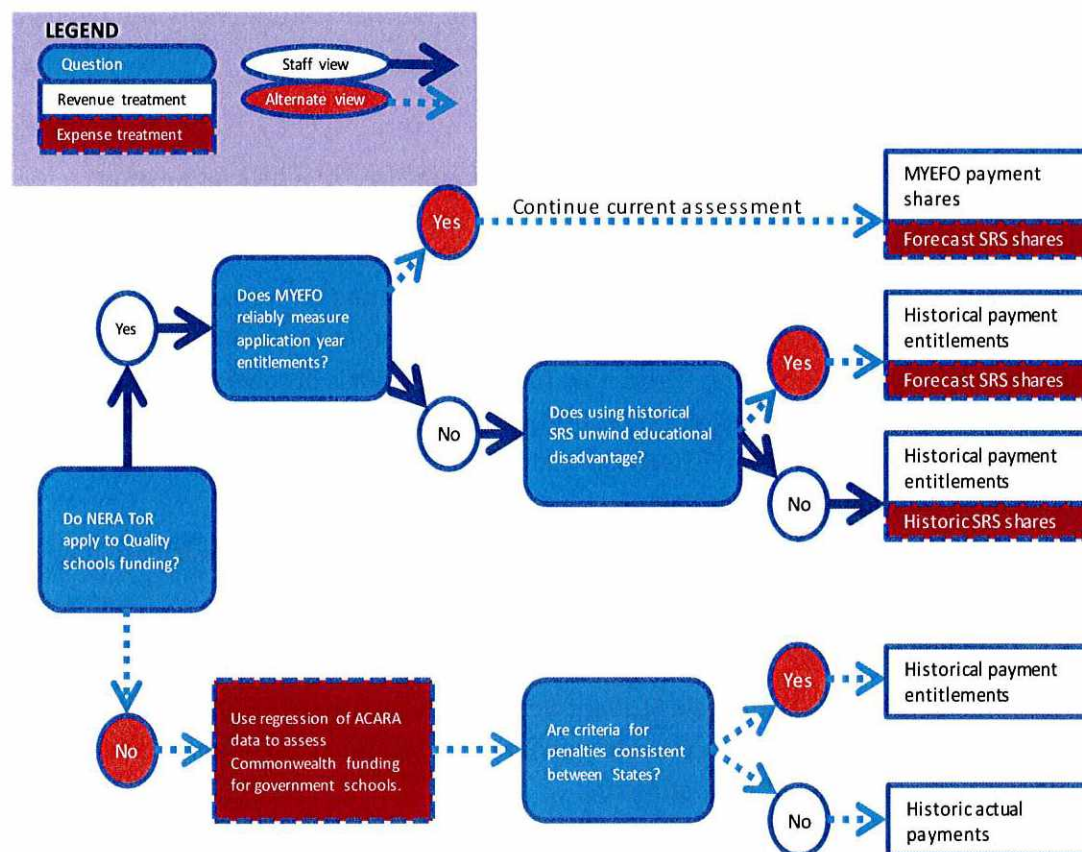 LEGEND
Question
Revenue treatment
Expense treatment
Staff view
Alternate view
Yes
Continue current assessment
MYEFO payment
shares
Forecast SRS shares
Does MYEFO
reliably measure
application year
entitlements?
Yes
No
Does using historical
SRS unwind educational
disadvantage?
Yes
Historical payment
entitlements
Forecast SRS shares
No
Historical payment
entitlements
Historic SRS shares
Do NERA ToR
apply to Quality
schools funding?
No
Use regression of ACARA
data to assess
Commonwealth funding
for government schools.
Are criteria for
penalties consistent
between States?
Yes
Historical payment
entitlements
No
Historic actual
payments